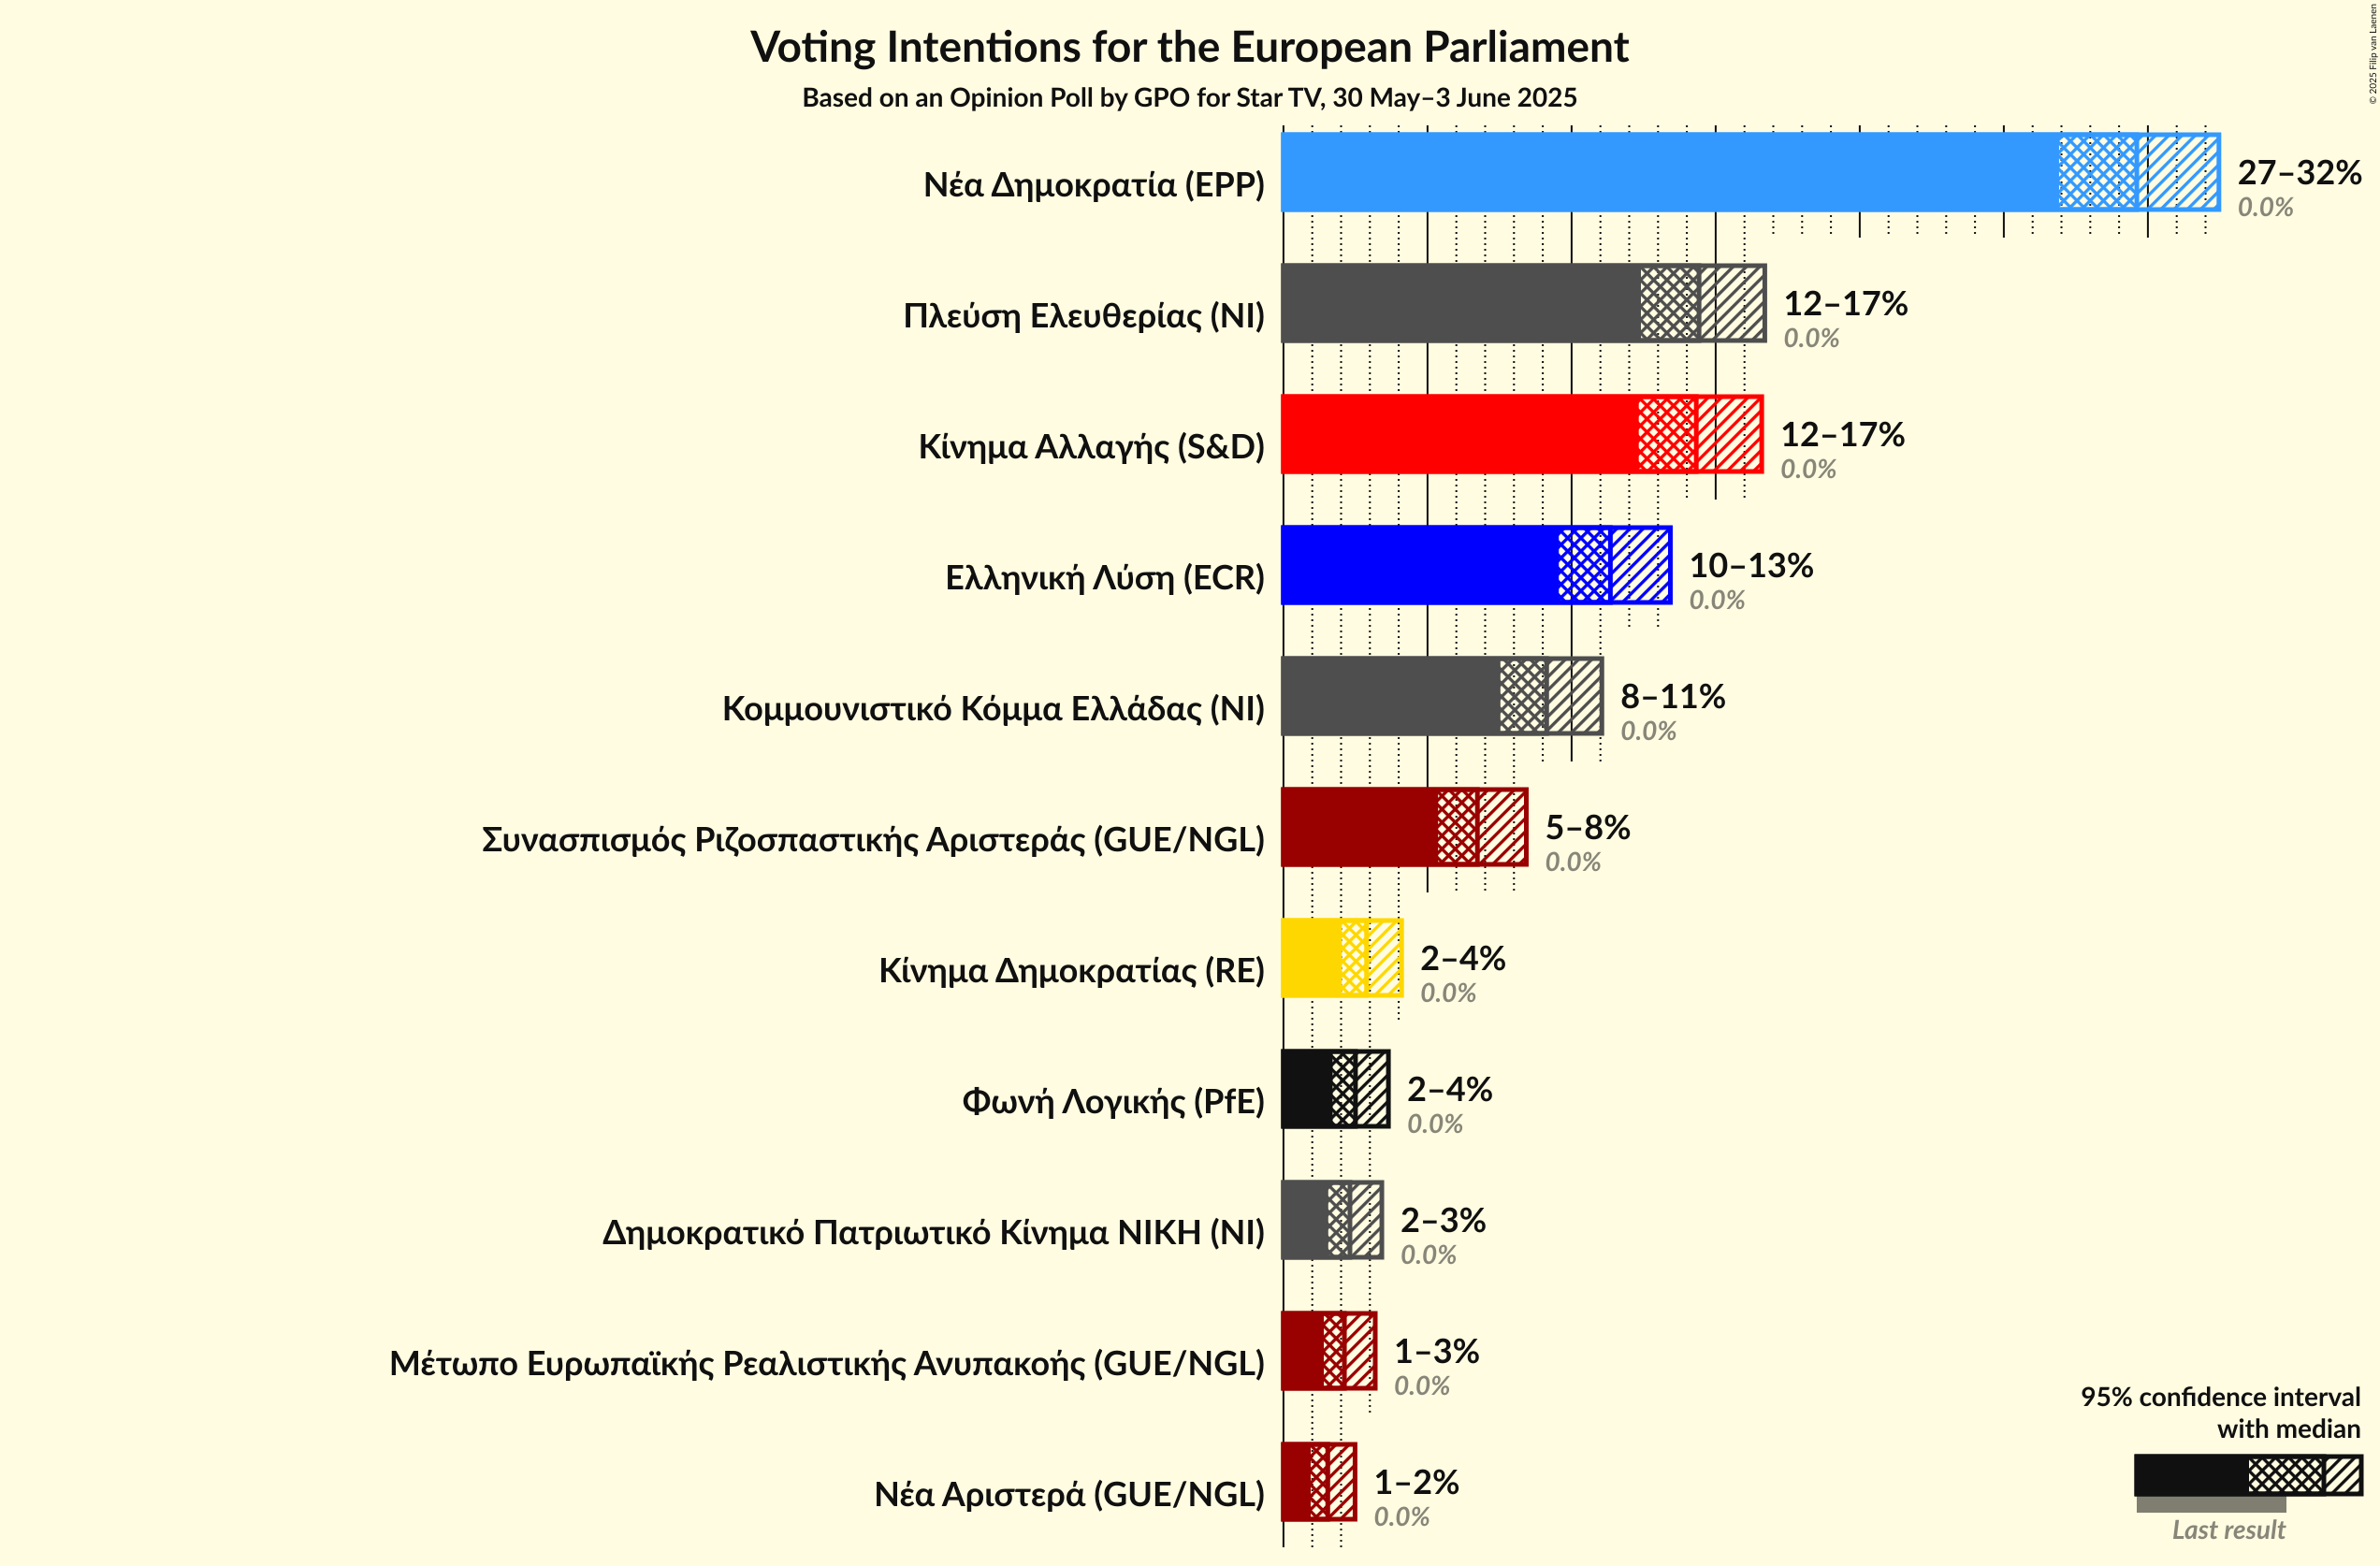 Voting Intentions for the European Parliament
Based on an Opinion Poll by GPO for Star TV, 30 May–3 June 2025
© 2025 Filip van Laenen
Νέα Δημοκρατία (EPP)
27–32%
0.0%
Πλεύση Ελευθερίας (NI)
12–17%
0.0%
Κίνημα Αλλαγής (S&D)
12–17%
0.0%
Ελληνική Λύση (ECR)
10–13%
0.0%
Κομμουνιστικό Κόμμα Ελλάδας (NI)
8–11%
0.0%
Συνασπισμός Ριζοσπαστικής Αριστεράς (GUE/NGL)
5–8%
0.0%
Κίνημα Δημοκρατίας (RE)
2–4%
0.0%
Φωνή Λογικής (PfE)
2–4%
0.0%
Δημοκρατικό Πατριωτικό Κίνημα ΝΙΚΗ (NI)
2–3%
0.0%
Μέτωπο Ευρωπαϊκής Ρεαλιστικής Ανυπακοής (GUE/NGL)
1–3%
0.0%
Νέα Αριστερά (GUE/NGL)
1–2%
0.0%
95% confidence interval
with median
Last result